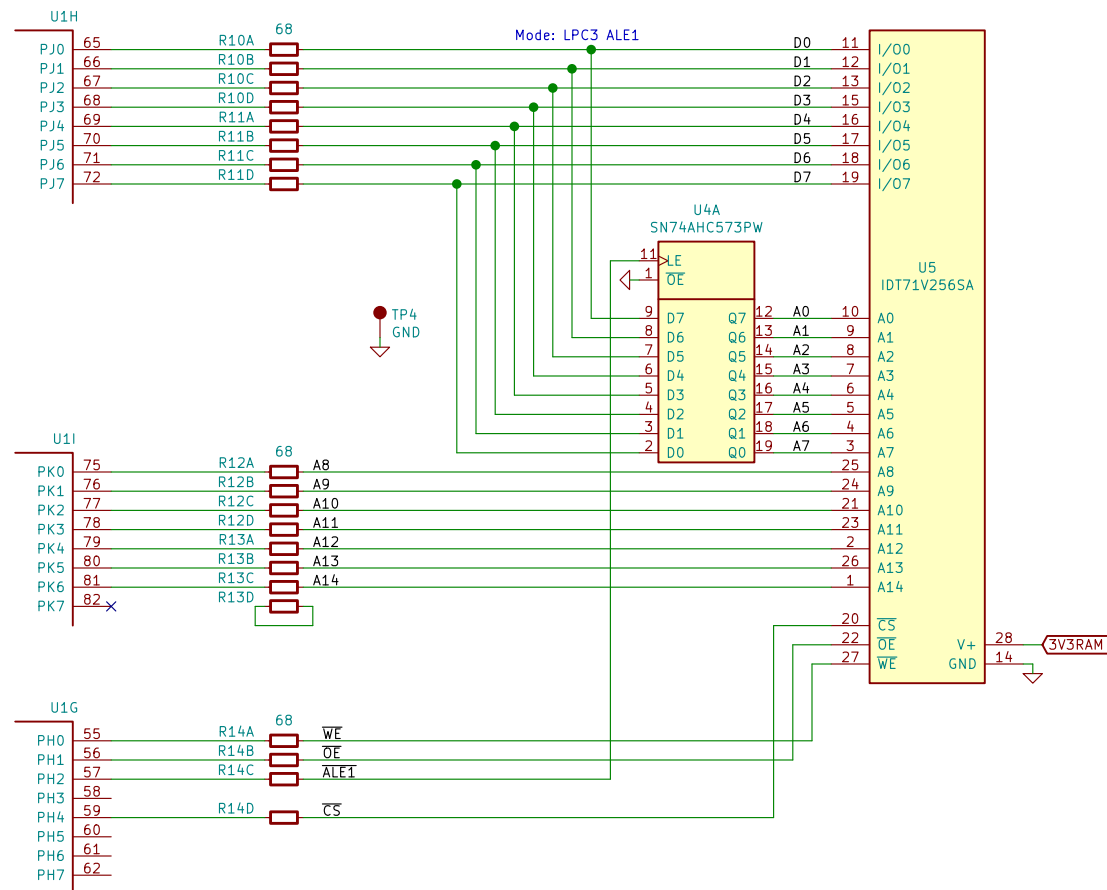 U1H
PJ0 65
PJ1 66
PJ2 67
PJ3 68
PJ4 69
PJ5 70
PJ6 71
PJ7 72
68
R10A
R10B
R10C
R10D
R11A
R11B
R11C
R11D
Mode: LPC3 ALE1
D0 11 I/O0
D1 12 I/O1
D2 13 I/O2
D3 15 I/O3
D4 16 I/O4
D5 17 I/O5
D6 18 I/O6
D7 19 I/O7
U4A
SN74AHC573PW
11 LE
1 OE
9 D7 Q7 12 A0 10 A0
8 D6 Q6 13 A1 9 A1
7 D5 Q5 14 A2 8 A2
6 D4 Q4 15 A3 7 A3
5 D3 Q3 16 A4 6 A4
4 D2 Q2 17 A5 5 A5
3 D1 Q1 18 A6 4 A6
2 D0 Q0 19 A7 3 A7
U5
IDT71V256SA
TP4
GND
U1I
68
PK0 75 R12A A8 25 A8
PK1 76 R12B A9 24 A9
PK2 77 R12C A10 21 A10
PK3 78 R12D A11 23 A11
PK4 79 R13A A12 2 A12
PK5 80 R13B A13 26 A13
PK6 81 R13C A14 1 A14
PK7 82 R13D
20 CS
22 OE V+ 28 3V3RAM
27 WE GND 14
U1G
68
PH0 55 R14A WE
PH1 56 R14B OE
PH2 57 R14C ALE1
PH3 58
PH4 59 R14D CS
PH5 60
PH6 61
PH7 62